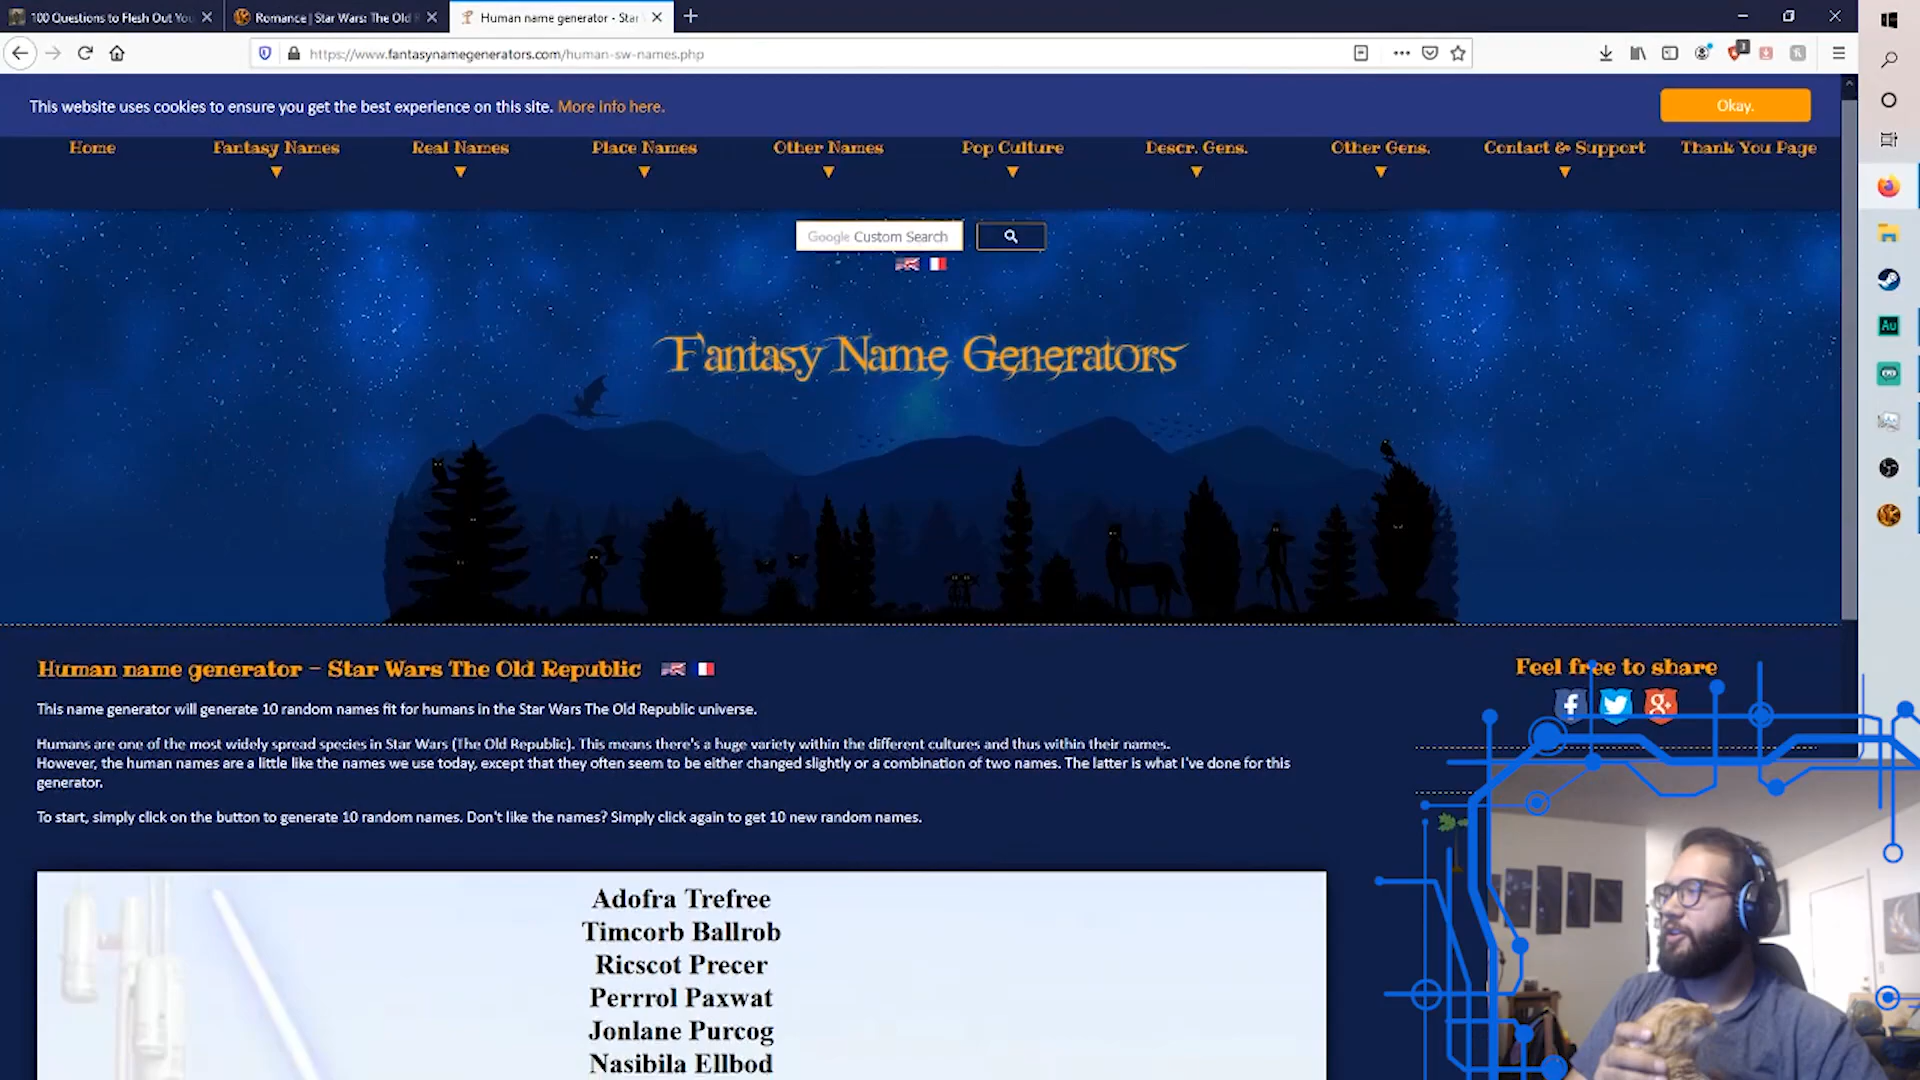 100 Questions to Flesh Out You
Romance | Star Wars: The Old R
Human name generator - Star
https://www.fantasynamegenerators.com/human-sw-names.php
3
This website uses cookies to ensure you get the best experience on this site. More info here.
Okay.
Home
Fantasy Names
Real Names
Place Names
Other Names
Pop Culture
Descr. Gens.
Other Gens.
Contact & Support
Thank You Page
Google Custom Search
Fantasy Name Generators
Human name generator - Star Wars The Old Republic
This name generator will generate 10 random names fit for humans in the Star Wars The Old Republic universe.
Humans are one of the most widely spread species in Star Wars (The Old Republic). This means there's a huge variety within the different cultures and thus within their names.
However, the human names are a little like the names we use today, except that they often seem to be either changed slightly or a combination of two names. The latter is what I've done for this
generator.
To start, simply click on the button to generate 10 random names. Don't like the names? Simply click again to get 10 new random names.
Feel free to share
Adofra Trefree
Timcorb Ballrob
Ricscot Precer
Perrrol Paxwat
Jonlane Purcog
Nasibila Ellbod
Au